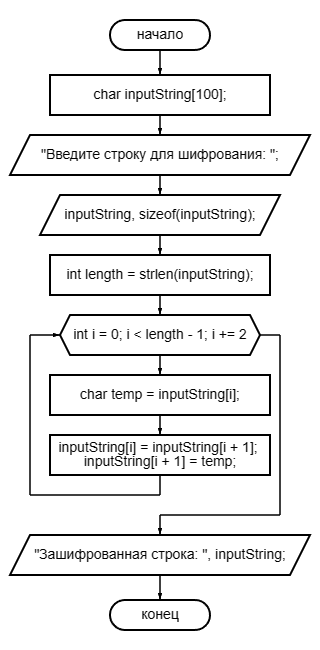 начало
char inputString[100];
"Введите строку для шифрования: ";
inputString, sizeof(inputString);
int length = strlen(inputString);
int i = 0; i < length - 1; i += 2
char temp = inputString[i];
inputString[i] = inputString[i + 1];
inputString[i + 1] = temp;
"Зашифрованная строка: ", inputString;
конец